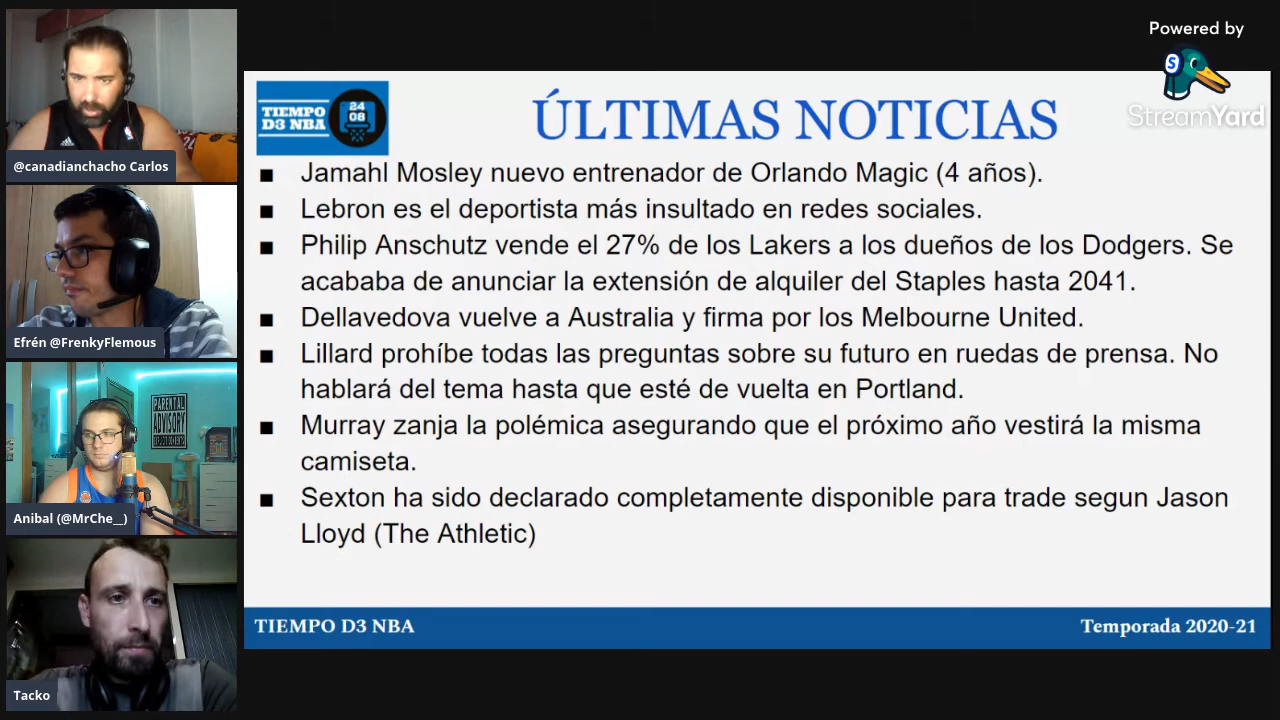 Powered by
S
StreamYard
TIEMPO
D3 NBA
24
08
ÚLTIMAS NOTICIAS
■ Jamahl Mosley nuevo entrenador de Orlando Magic (4 años).
■ Lebron es el deportista más insultado en redes sociales.
■ Philip Anschutz vende el 27% de los Lakers a los dueños de los Dodgers. Se
acababa de anunciar la extensión de alquiler del Staples hasta 2041.
■ Dellavedova vuelve a Australia y firma por los Melbourne United.
■ Lillard prohíbe todas las preguntas sobre su futuro en ruedas de prensa. No
hablará del tema hasta que esté de vuelta en Portland.
■ Murray zanja la polémica asegurando que el próximo año vestirá la misma
camiseta.
■ Sexton ha sido declarado completamente disponible para trade segun Jason
Lloyd (The Athletic)
TIEMPO D3 NBA
Temporada 2020-21
@canadianchacho Carlos
Efrén @FrenkyFlemous
PARENTAL
ADVISORY
Anibal (@MrChe__)
Tacko